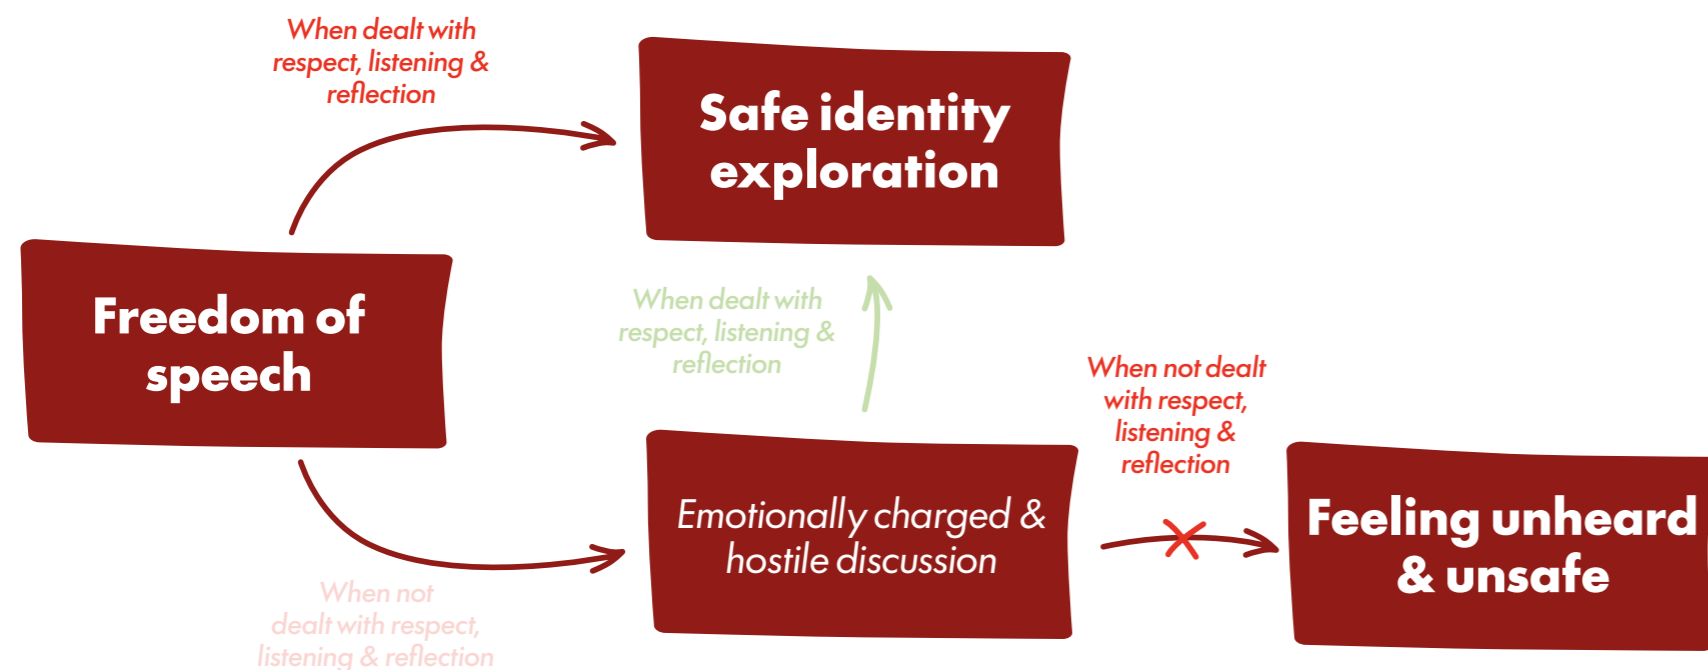 When dealt with
respect, listening &
reflection
Safe identity
exploration
Freedom of
speech
When dealt with
respect, listening &
reflection
When not dealt
with respect,
listening &
reflection
Emotionally charged &
hostile discussion
Feeling unheard
& unsafe
When not
dealt with respect,
listening & reflection